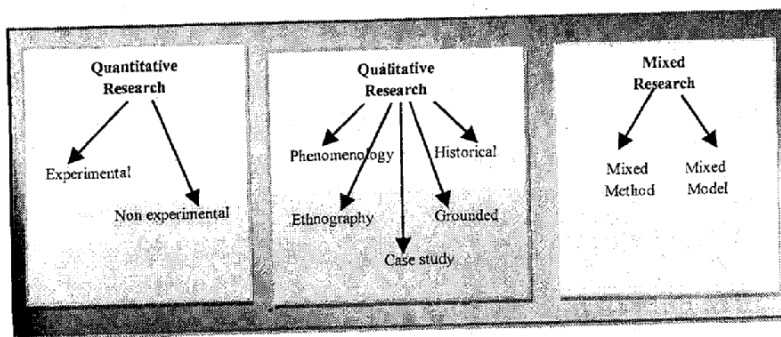 Quantitative
Research
Experimental
Non experimental
Qualitative
Research
Phenomenology
Historical
Ethnography
Grounded
Case study
Mixed
Research
Mixed
Method
Mixed
Model